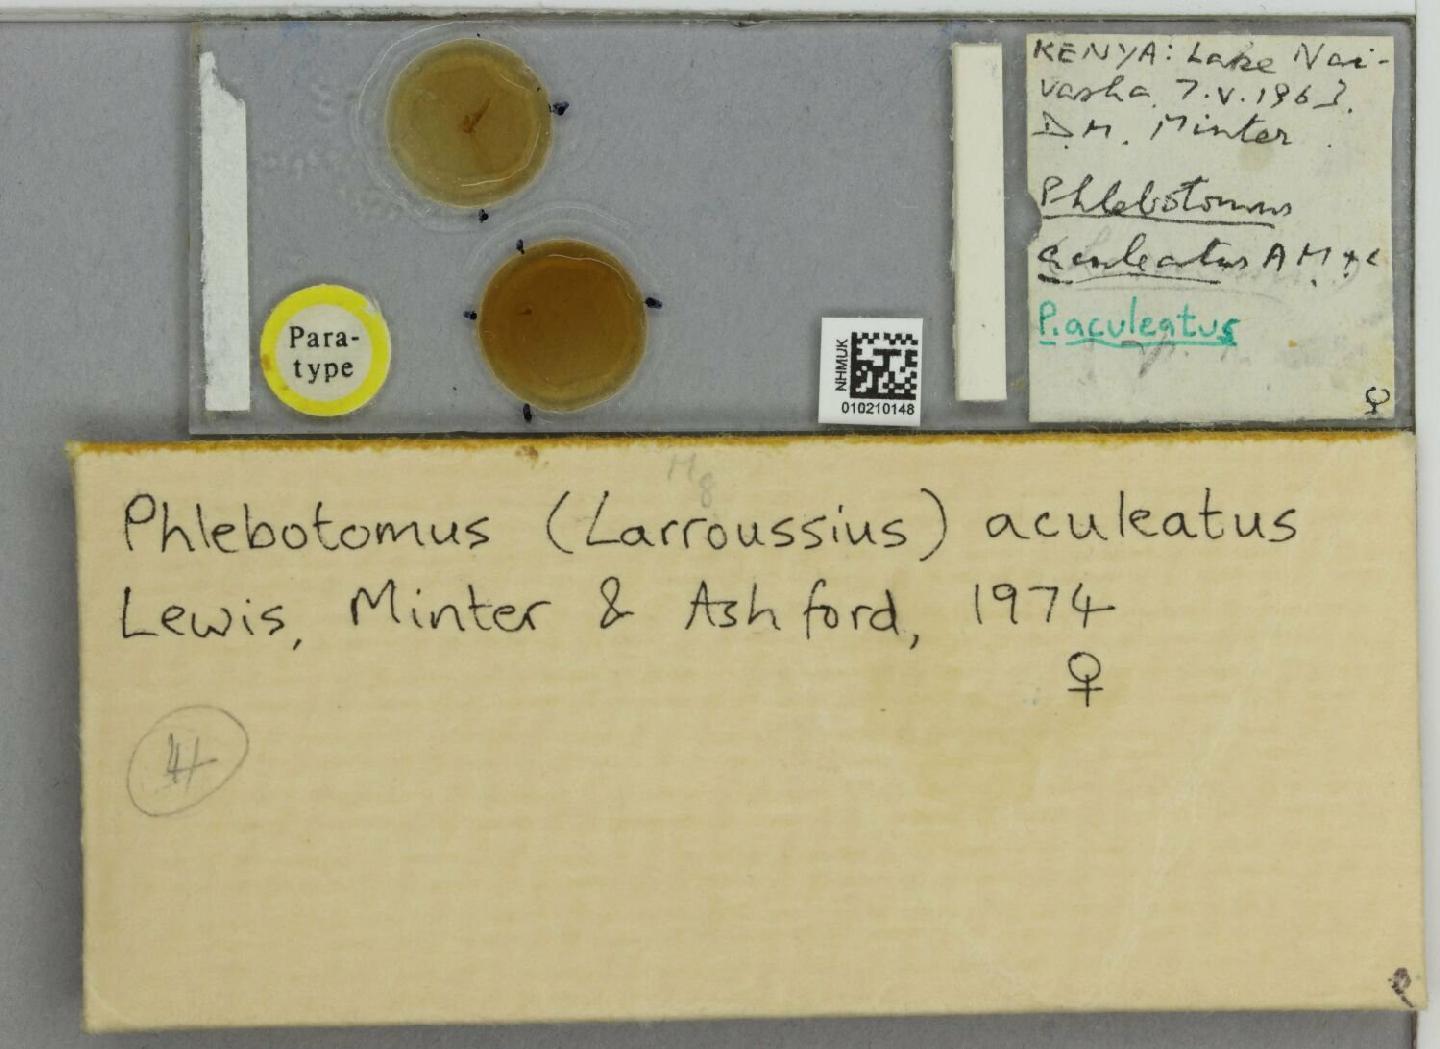 KENYA: Lake Nai-
vasha, 7.V.1963.
D.M. Minter.
Phlebotomus
aculeatus
P. aculeatus
♀
Para-
type
NHMUK
010210148
Phlebotomus (Larroussius) aculeatus
Lewis, Minter & Ashford, 1974
♀
4